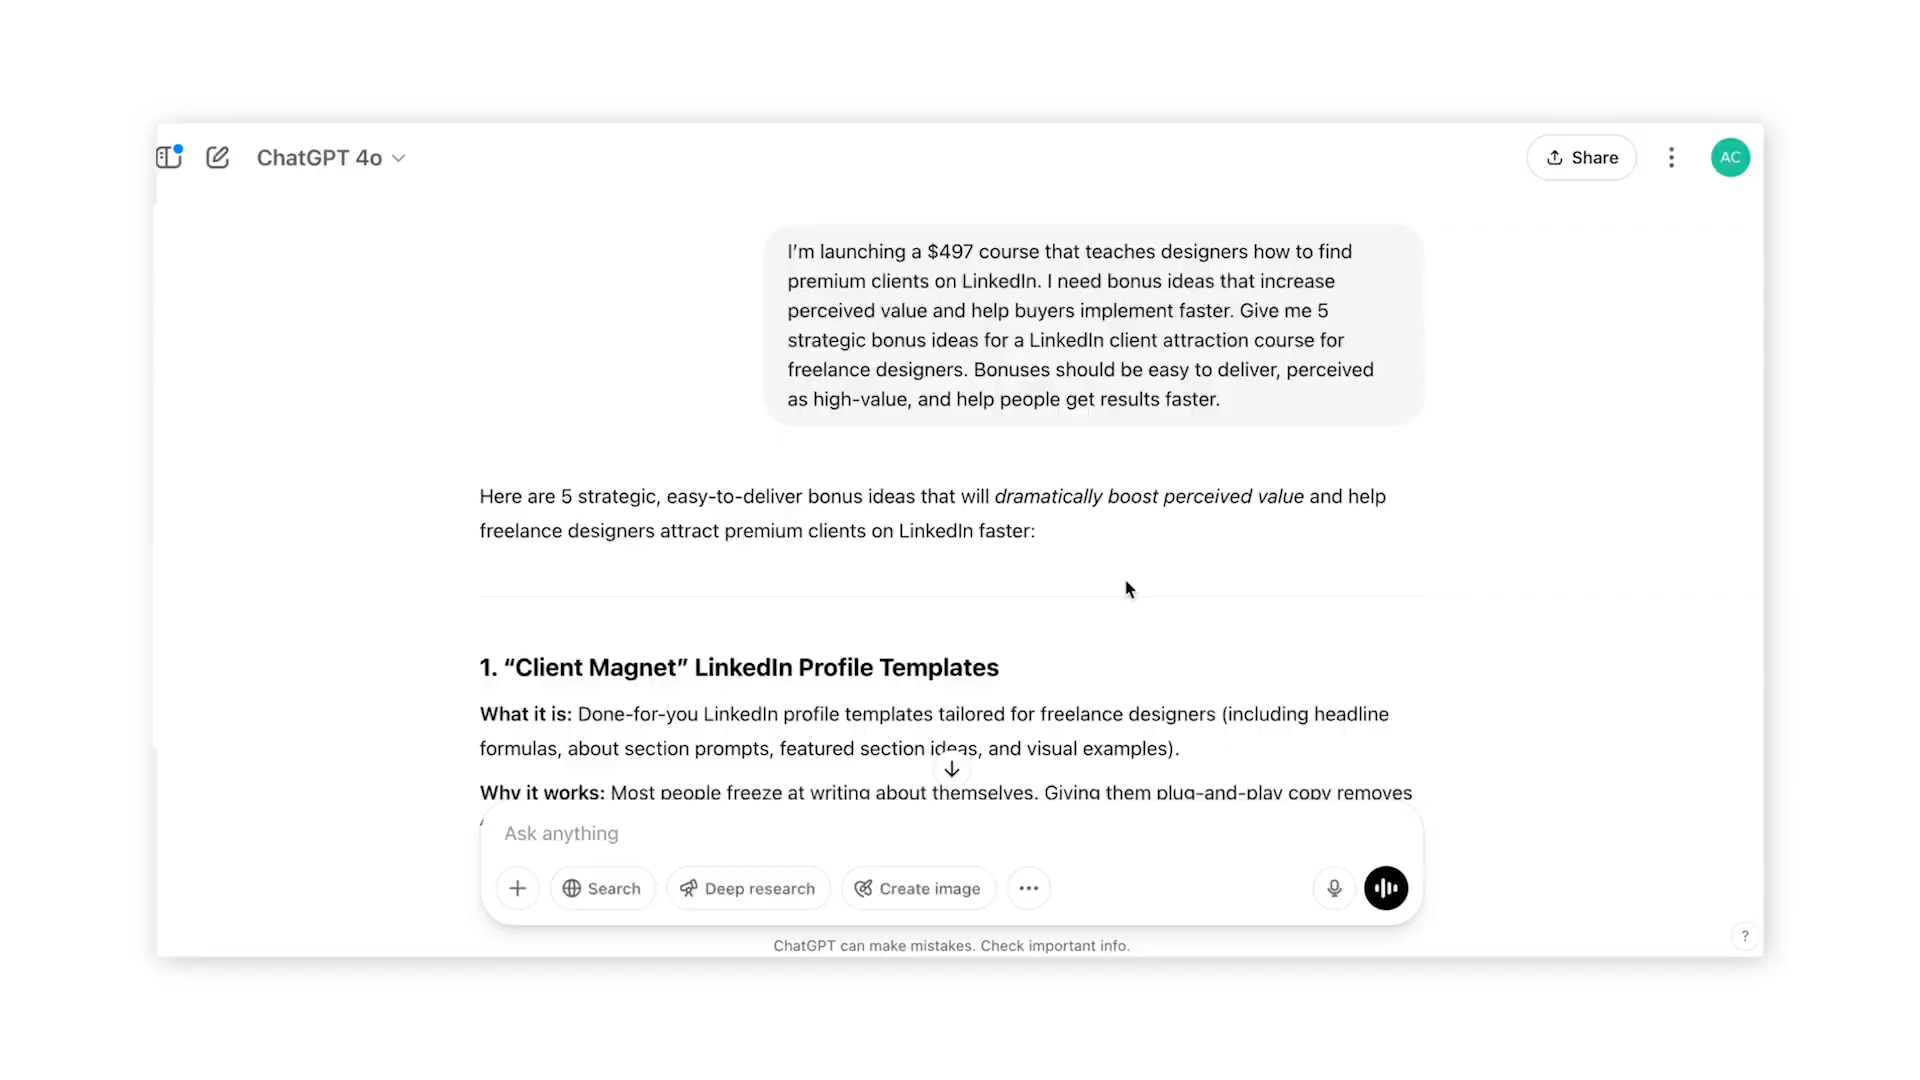 ChatGPT 4o
Share
AC
I’m launching a $497 course that teaches designers how to find
premium clients on LinkedIn. I need bonus ideas that increase
perceived value and help buyers implement faster. Give me 5
strategic bonus ideas for a LinkedIn client attraction course for
freelance designers. Bonuses should be easy to deliver, perceived
as high-value, and help people get results faster.
Here are 5 strategic, easy-to-deliver bonus ideas that will dramatically boost perceived value and help
freelance designers attract premium clients on LinkedIn faster:
1. “Client Magnet” LinkedIn Profile Templates
What it is: Done-for-you LinkedIn profile templates tailored for freelance designers (including headline
formulas, about section prompts, featured section ideas, and visual examples).
Why it works: Most people freeze at writing about themselves. Giving them plug-and-play copy removes
Ask anything
Search
Deep research
Create image
ChatGPT can make mistakes. Check important info.
?